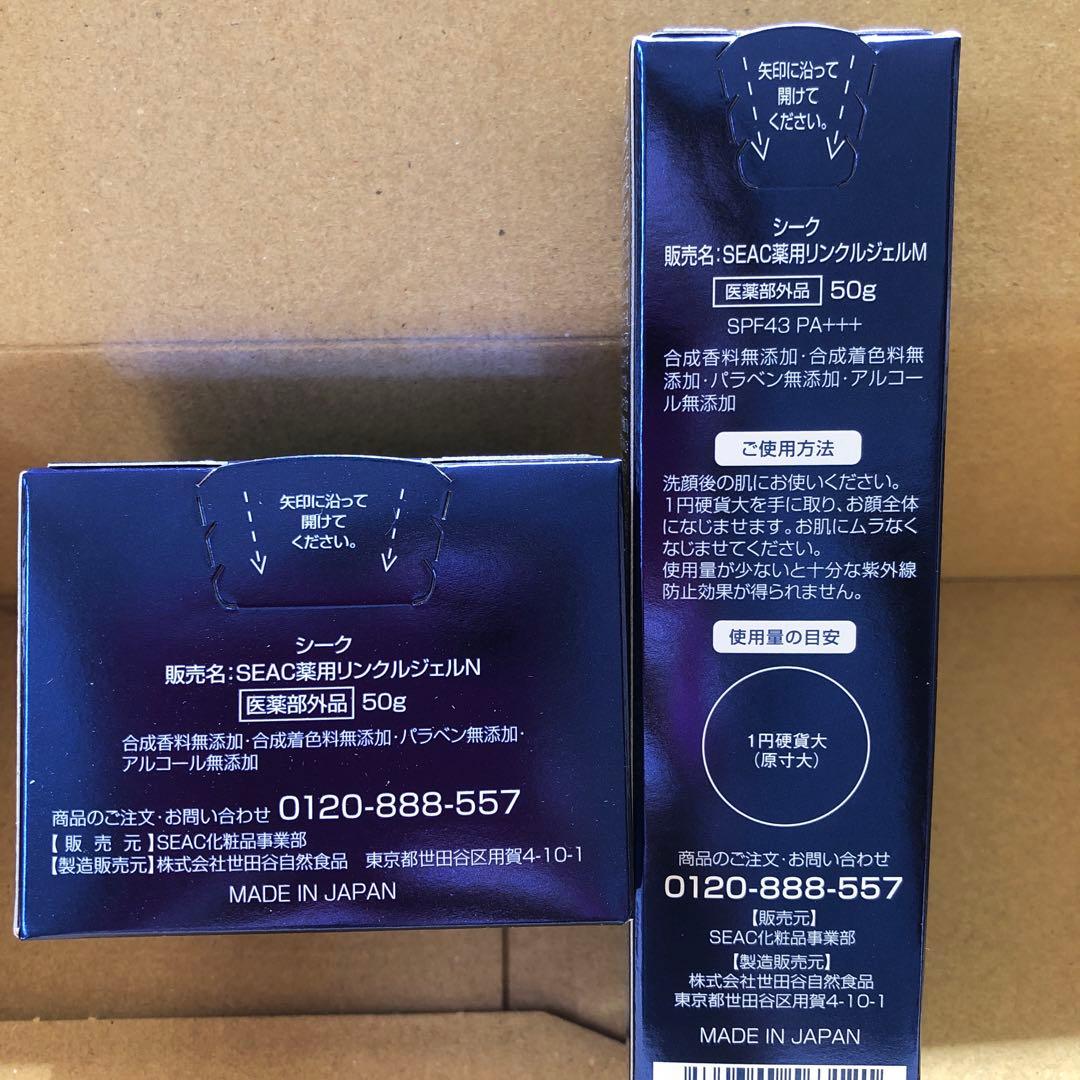 矢印に沿って
開けて
ください。
シーク
販売名:SEAC薬用リンクルジェルN
医薬部外品 50g
合成香料無添加・合成着色料無添加・パラベン無添加・
アルコール無添加
商品のご注文・お問い合わせ 0120-888-557
【販売元】SEAC化粧品事業部
【製造販売元】株式会社世田谷自然食品 東京都世田谷区用賀4-10-1
MADE IN JAPAN
矢印に沿って
開けて
ください。
シーク
販売名:SEAC薬用リンクルジェルM
医薬部外品 50g
SPF43 PA+++
合成香料無添加・合成着色料無
添加・パラベン無添加・アルコー
ル無添加
ご使用方法
洗顔後の肌にお使いください。
1円硬貨大を手に取り、お顔全体
になじませます。お肌にムラなく
なじませてください。
使用量が少ないと十分な紫外線
防止効果が得られません。
使用量の目安
1円硬貨大
(原寸大)
商品のご注文・お問い合わせ
0120-888-557
【販売元】
SEAC化粧品事業部
【製造販売元】
株式会社世田谷自然食品
東京都世田谷区用賀4-10-1
MADE IN JAPAN